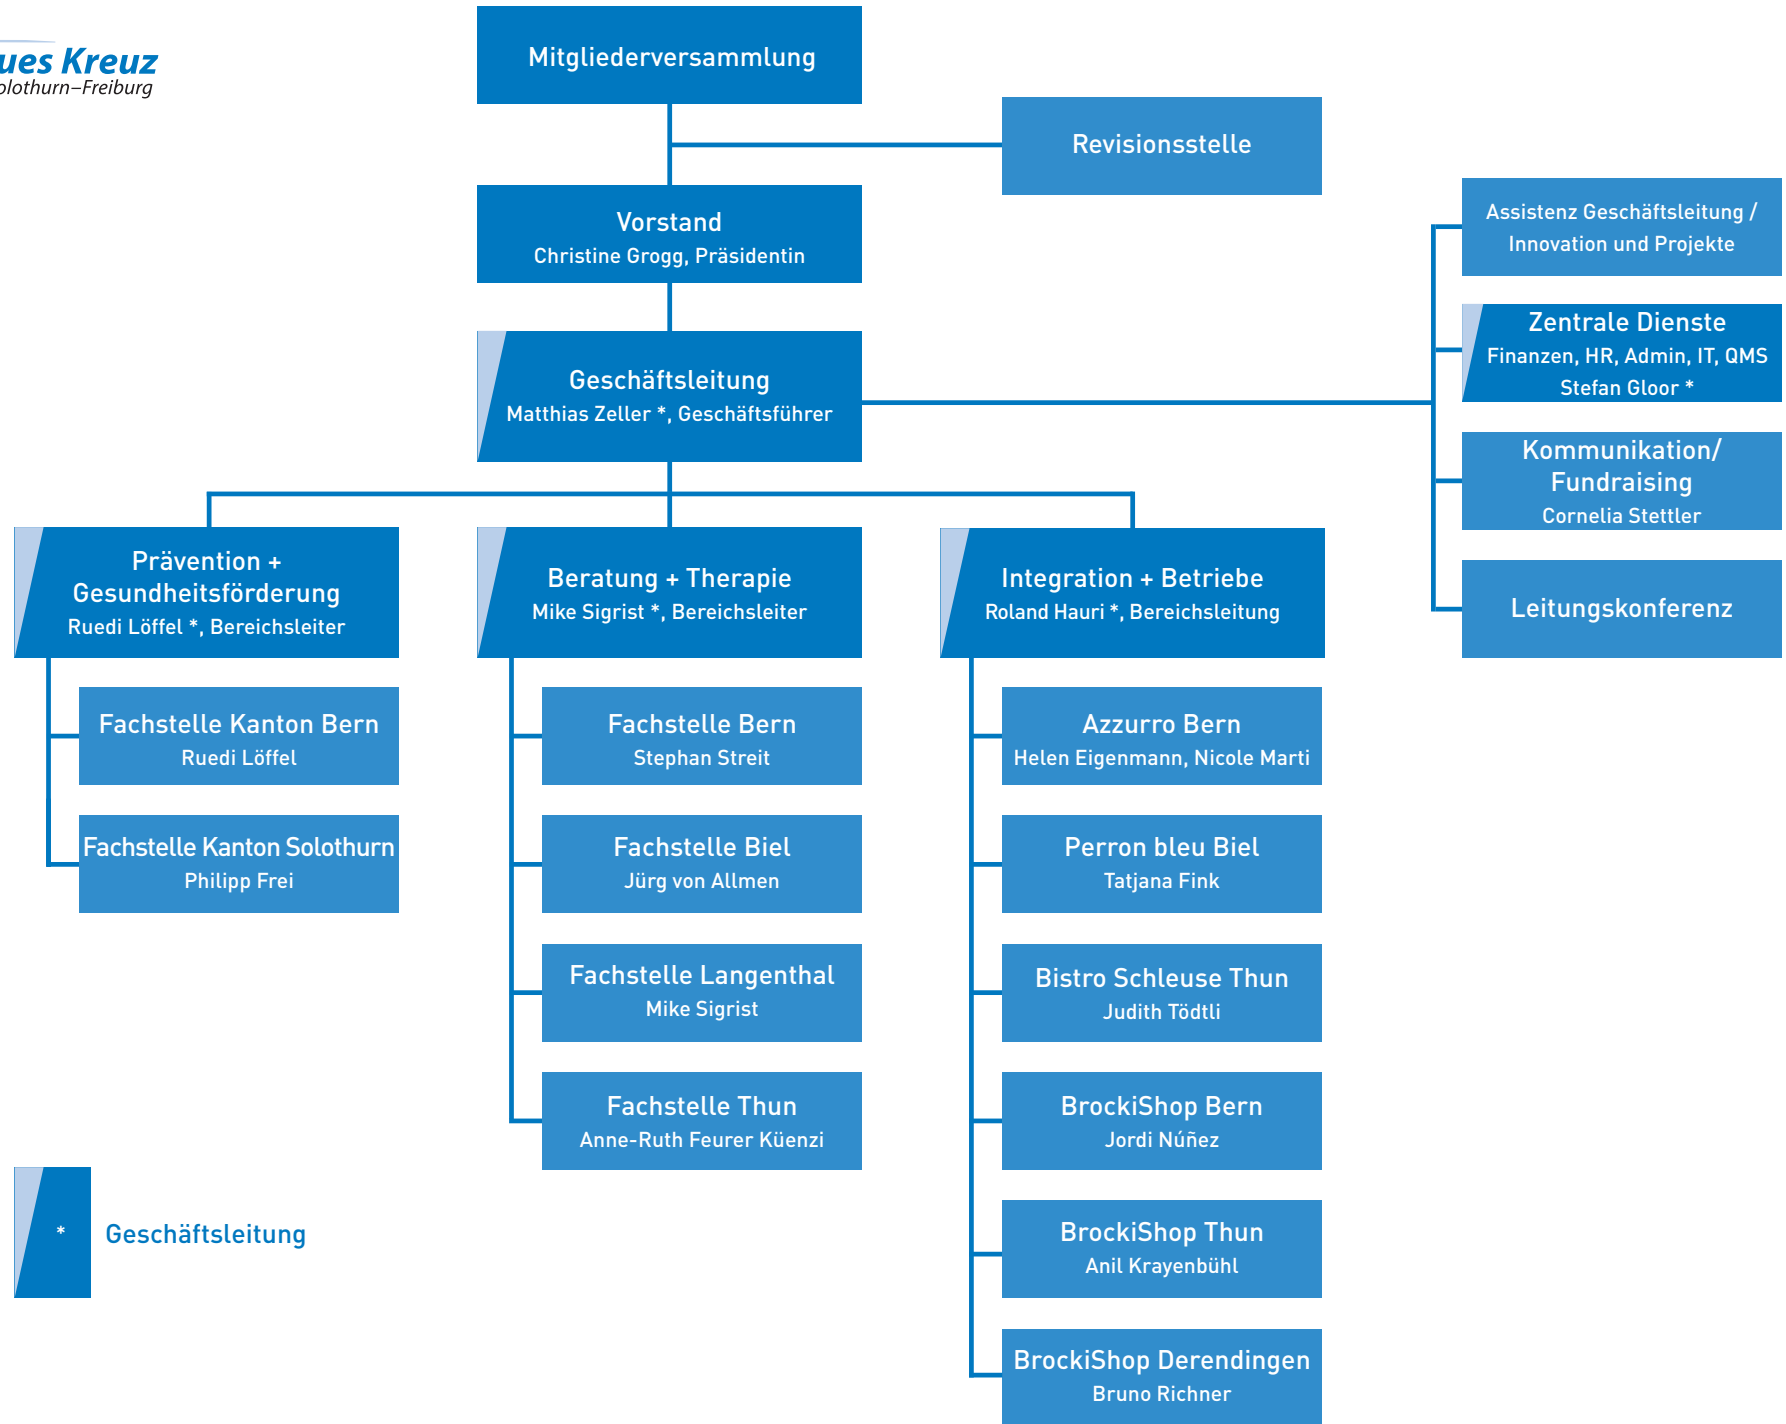 ues Kreuz
olothurn–Freiburg
Mitgliederversammlung
Revisionsstelle
Vorstand
Christine Grogg, Präsidentin
Geschäftsleitung
Matthias Zeller *, Geschäftsführer
Assistenz Geschäftsleitung /
Innovation und Projekte
Zentrale Dienste
Finanzen, HR, Admin, IT, QMS
Stefan Gloor *
Kommunikation/
Fundraising
Cornelia Stettler
Leitungskonferenz
Prävention +
Gesundheitsförderung
Ruedi Löffel *, Bereichsleiter
Fachstelle Kanton Bern
Ruedi Löffel
Fachstelle Kanton Solothurn
Philipp Frei
Beratung + Therapie
Mike Sigrist *, Bereichsleiter
Fachstelle Bern
Stephan Streit
Fachstelle Biel
Jürg von Allmen
Fachstelle Langenthal
Mike Sigrist
Fachstelle Thun
Anne-Ruth Feurer Küenzi
Integration + Betriebe
Roland Hauri *, Bereichsleitung
Azzurro Bern
Helen Eigenmann, Nicole Marti
Perron bleu Biel
Tatjana Fink
Bistro Schleuse Thun
Judith Tödtli
BrockiShop Bern
Jordi Núñez
BrockiShop Thun
Anil Krayenbühl
BrockiShop Derendingen
Bruno Richner
* Geschäftsleitung